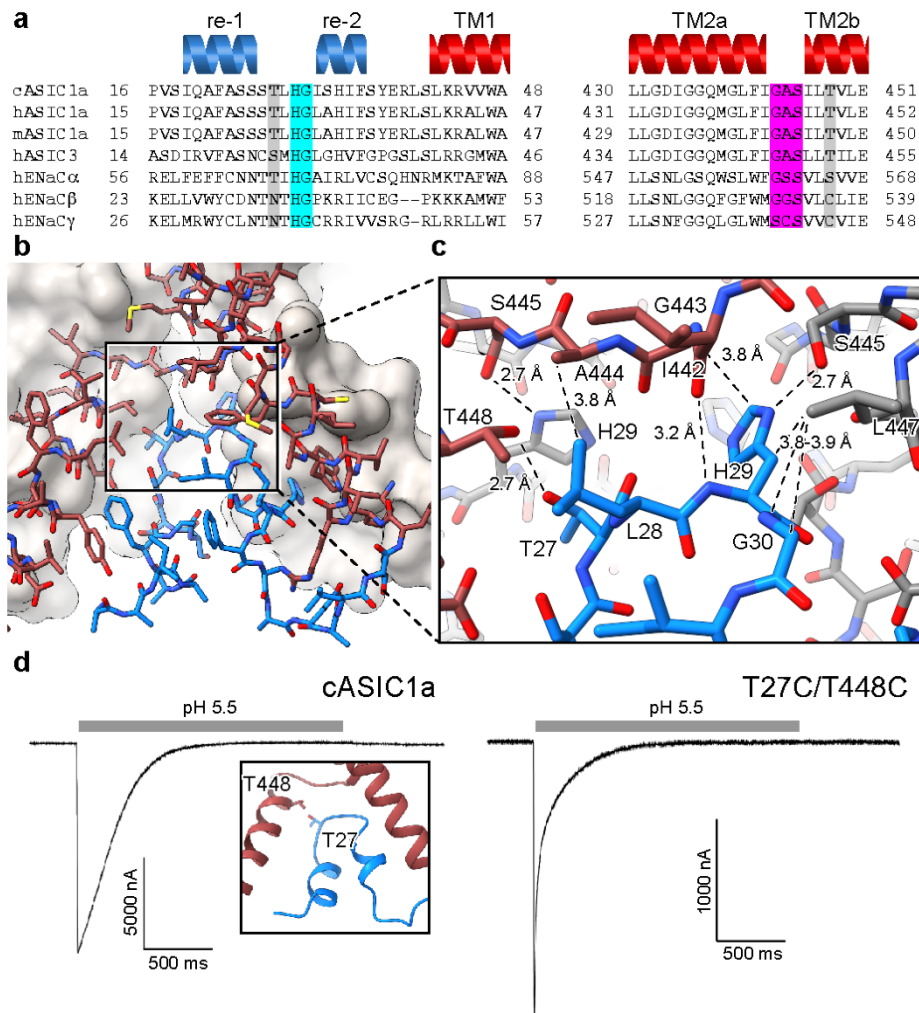 a
re-1 re-2 TM1 TM2a TM2b
cASIC1a 16 PVSIQAFASSSTLHGISHIFSYERLSLKRVVWA 48 430 LLGDIGGQMGLFIGASILTVLE 451
hASIC1a 15 PVSIQAFASSSTLHGLAHIFSYERLSLKRALWA 47 431 LLGDIGGQMGLFIGASILTVLE 452
mASIC1a 15 PVSIQAFASSSTLHGLAHIFSYERLSLKRALWA 47 429 LLGDIGGQMGLFIGASILTVLE 450
hASIC3 14 ASDIRVFASNCSMHGLGHVFGPGSLSLRRGMWA 46 434 LLGDIGGQMGLFIGASLLTILE 455
hENaCα 56 RELFEFFCNNTTIHGAIRLVCSQHNRMKTAFWA 88 547 LLSNLGSQWSLWFGSSVLSVVE 568
hENaCβ 23 KELLVWYCDNTNTHGPKRIICEG--PKKKAMWF 53 518 LLSNLGGQFGFWMGGSVLCLIE 539
hENaCγ 26 KELMRWYCLNTNTHGCRRIVVSRG-RLRRLLWI 57 527 LLSNFGGQLGLWMSCSVVCVIE 548
b
c
S445
G443
S445
2.7 Å
A444
I442
3.8 Å
2.7 Å
T448
3.8 Å
L447
H29
3.2 Å
3.8-3.9 Å
H29
2.7 Å
L28
G30
T27
d
cASIC1a
T27C/T448C
pH 5.5
pH 5.5
T448
T27
5000 nA
500 ms
1000 nA
500 ms